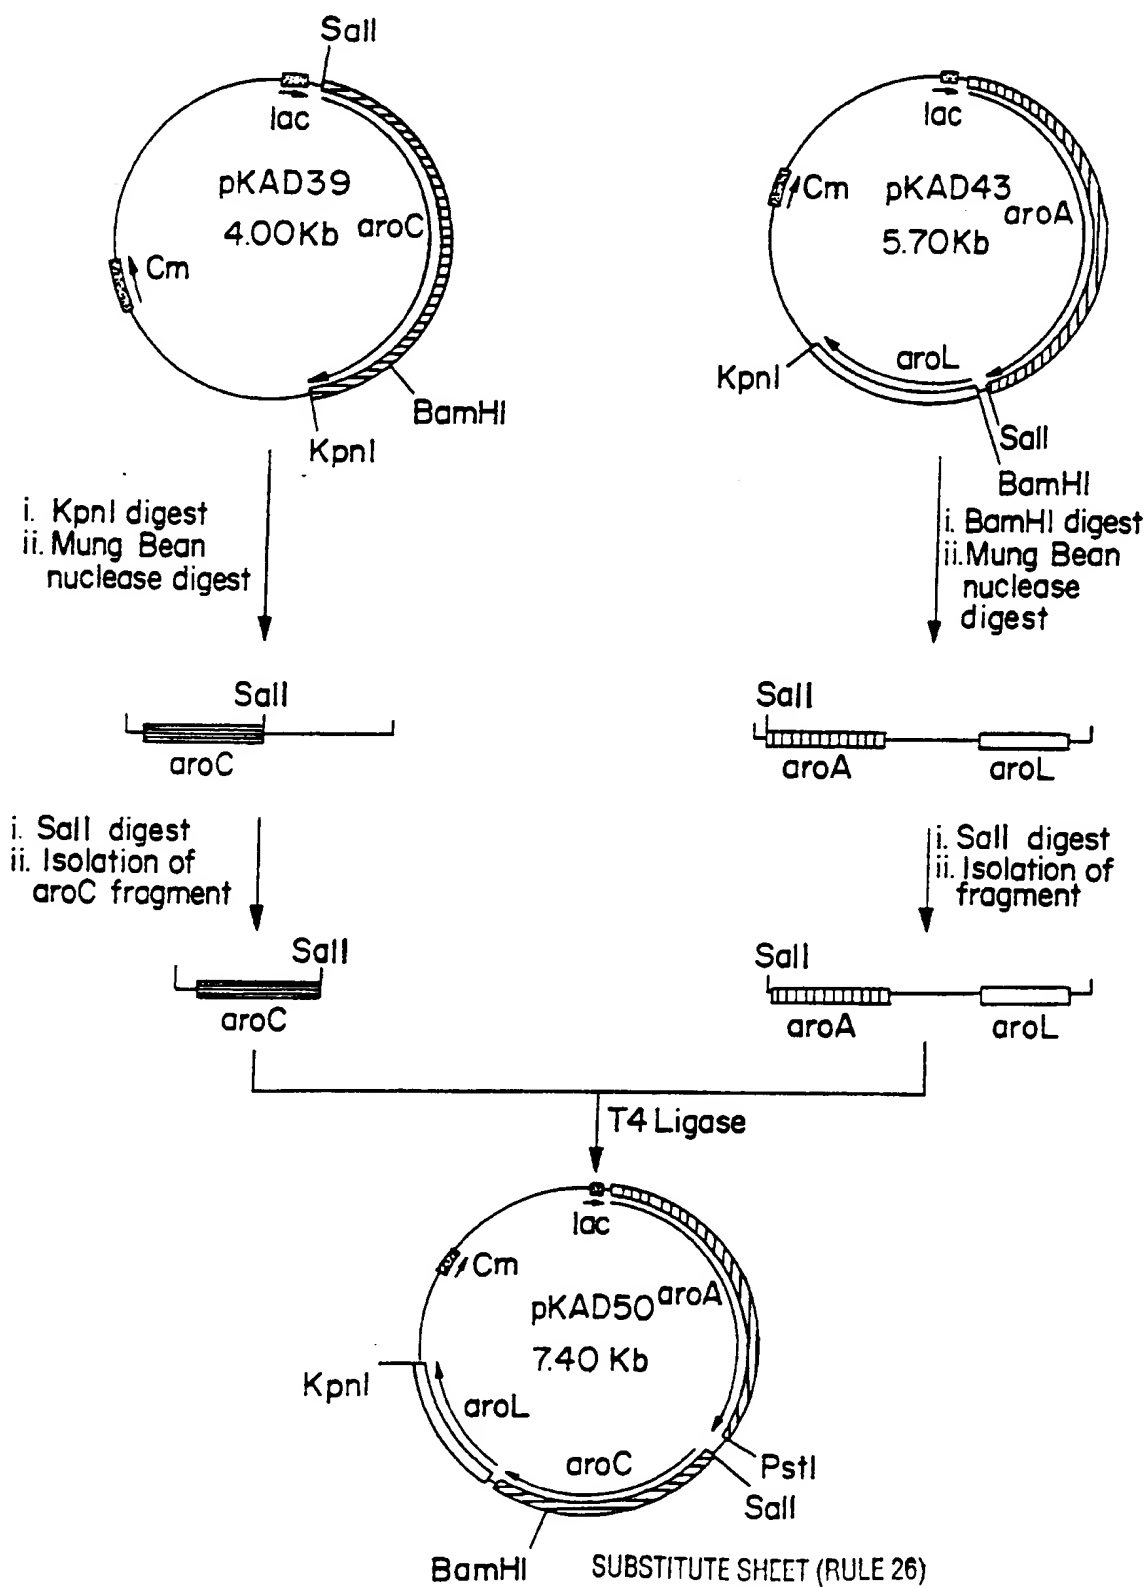 SalI
lac
pKAD39
4.00Kb
aroC
Cm
BamHI
KpnI
lac
Cm
pKAD43
5.70Kb
aroA
aroL
KpnI
SalI
BamHI
i. KpnI digest
ii. Mung Bean
nuclease digest
i. BamHI digest
ii. Mung Bean
nuclease
digest
SalI
aroC
SalI
aroA
aroL
i. SalI digest
ii. Isolation of
aroC fragment
i. SalI digest
ii. Isolation of
fragment
SalI
aroC
SalI
aroA
aroL
T4 Ligase
lac
Cm
pKAD50
7.40 Kb
aroA
KpnI
aroL
aroC
PstI
SalI
BamHI
SUBSTITUTE SHEET (RULE 26)